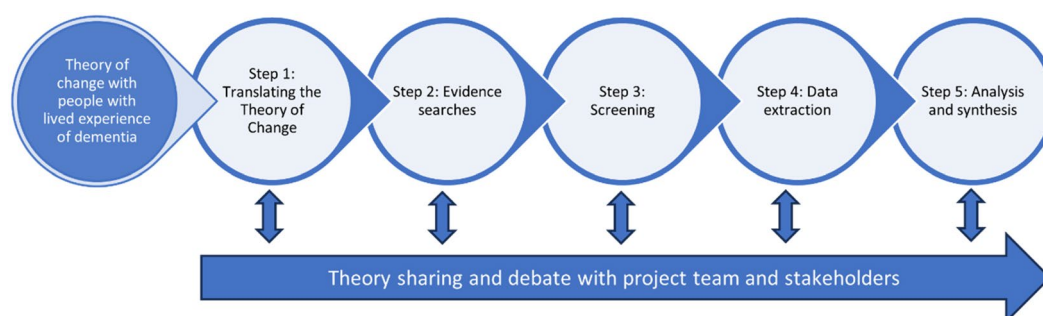 Theory of
change with
people with
lived experience
of dementia
Step 1:
Translating the
Theory of
Change
Step 2: Evidence
searches
Step 3:
Screening
Step 4: Data
extraction
Step 5: Analysis
and synthesis
Theory sharing and debate with project team and stakeholders